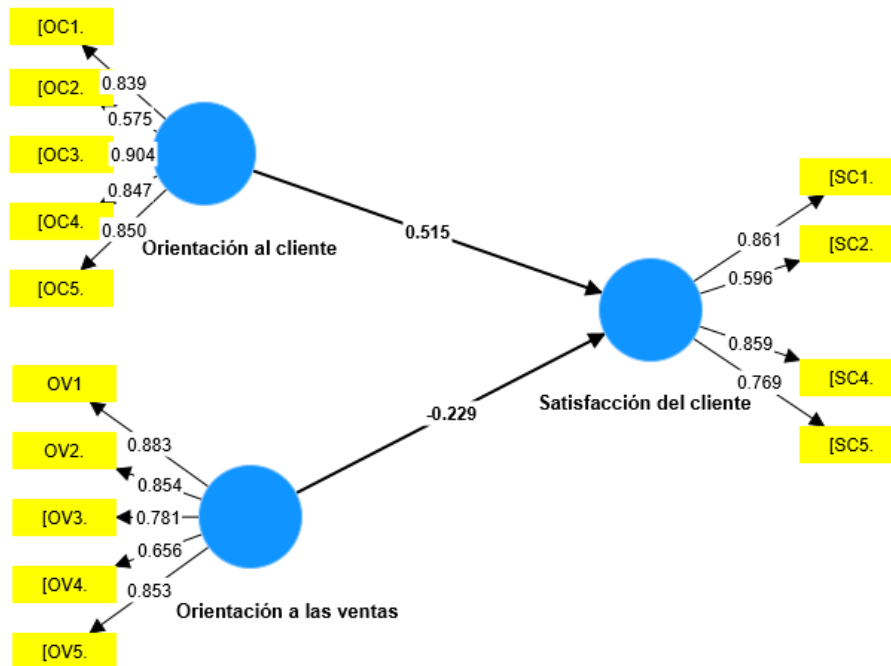 [OC1.
[OC2.
[OC3.
[OC4.
[OC5.
0.839
0.575
0.904
0.847
0.850
Orientación al cliente
0.515
OV1
OV2.
[OV3.
[OV4.
[OV5.
0.883
0.854
0.781
0.656
0.853
Orientación a las ventas
-0.229
Satisfacción del cliente
0.861
0.596
0.859
0.769
[SC1.
[SC2.
[SC4.
[SC5.